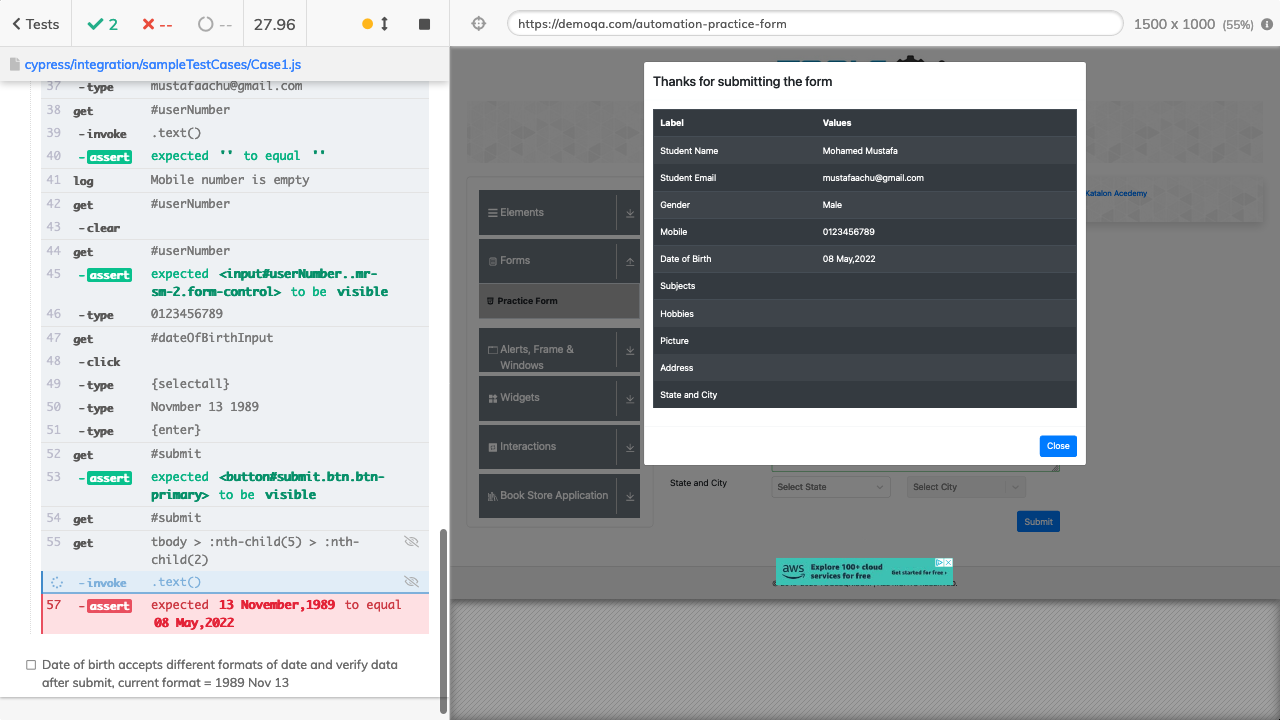 Tests
2
--
--
27.96
https://demoqa.com/automation-practice-form
1500 x 1000 (55%)
cypress/integration/sampleTestCases/Case1.js
37 -type mustafaachu@gmail.com
38 get #userNumber
39 -invoke .text()
40 -assert expected '' to equal ''
41 log Mobile number is empty
42 get #userNumber
43 -clear
44 get #userNumber
45 -assert expected <input#userNumber..mr-
sm-2.form-control> to be visible
46 -type 0123456789
47 get #dateOfBirthInput
48 -click
49 -type {selectall}
50 -type Novmber 13 1989
51 -type {enter}
52 get #submit
53 -assert expected <button#submit.btn.btn-
primary> to be visible
54 get #submit
55 get tbody > :nth-child(5) > :nth-
child(2)
-invoke .text()
57 -assert expected 13 November,1989 to equal
08 May,2022
Date of birth accepts different formats of date and verify data
after submit, current format = 1989 Nov 13
Elements
Forms
Practice Form
Alerts, Frame &
Windows
Widgets
Interactions
Book Store Application
Thanks for submitting the form
Label Values
Student Name Mohamed Mustafa
Student Email mustafaachu@gmail.com
Gender Male
Mobile 0123456789
Date of Birth 08 May,2022
Subjects
Hobbies
Picture
Address
State and City
Close
Katalon Acedemy
State and City Select State Select City
Submit
aws Explore 100+ cloud
services for free
Get started for free ›